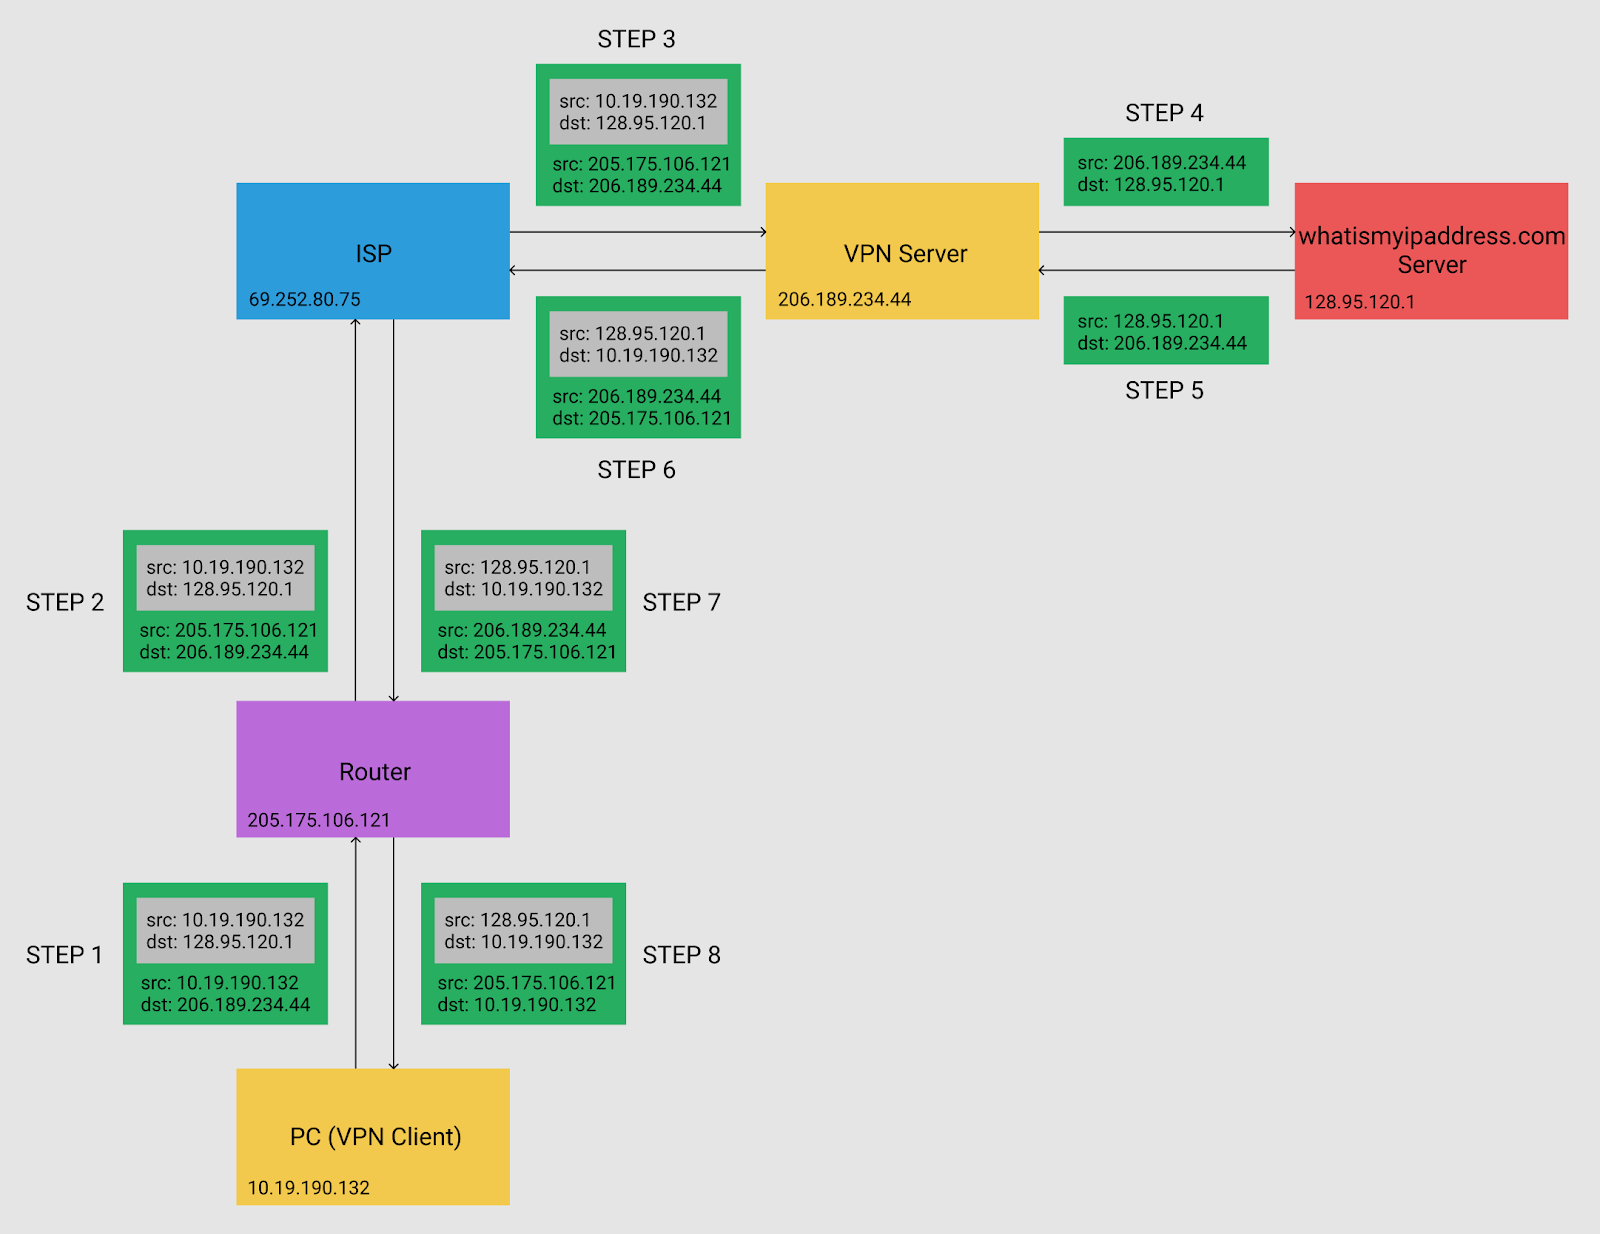 STEP 3
src: 10.19.190.132
dst: 128.95.120.1
src: 205.175.106.121
dst: 206.189.234.44
STEP 4
src: 206.189.234.44
dst: 128.95.120.1
ISP
69.252.80.75
VPN Server
206.189.234.44
whatismyipaddress.com
Server
128.95.120.1
src: 128.95.120.1
dst: 10.19.190.132
src: 206.189.234.44
dst: 205.175.106.121
STEP 6
src: 128.95.120.1
dst: 206.189.234.44
STEP 5
STEP 2
src: 10.19.190.132
dst: 128.95.120.1
src: 205.175.106.121
dst: 206.189.234.44
src: 128.95.120.1
dst: 10.19.190.132
src: 206.189.234.44
dst: 205.175.106.121
STEP 7
Router
205.175.106.121
STEP 1
src: 10.19.190.132
dst: 128.95.120.1
src: 10.19.190.132
dst: 206.189.234.44
src: 128.95.120.1
dst: 10.19.190.132
src: 205.175.106.121
dst: 10.19.190.132
STEP 8
PC (VPN Client)
10.19.190.132